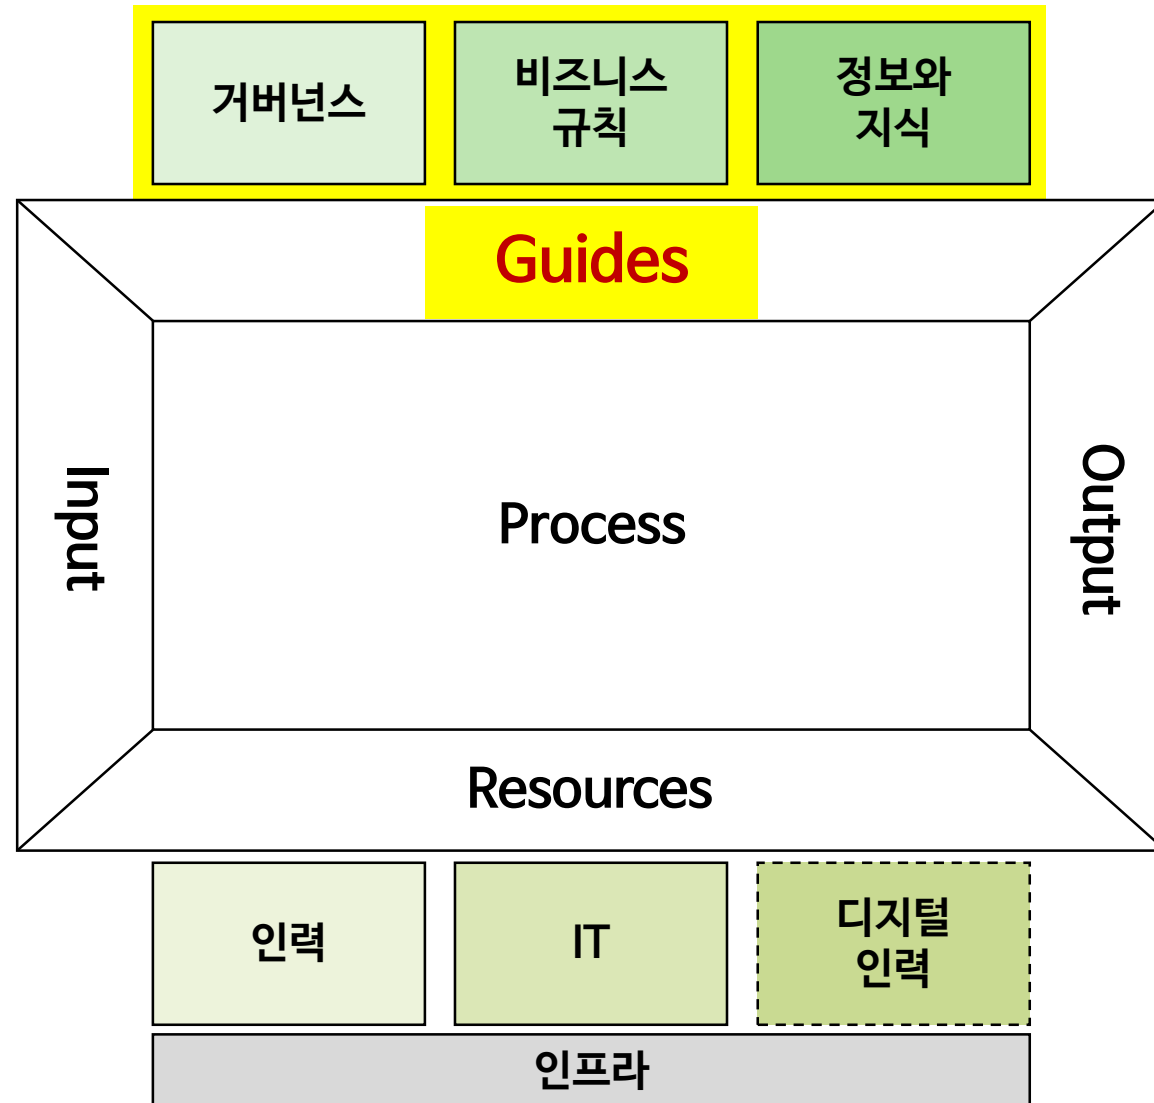 거버넌스
비즈니스
규칙
정보와
지식
Guides
Input
Process
Output
Resources
인력
IT
디지털
인력
인프라